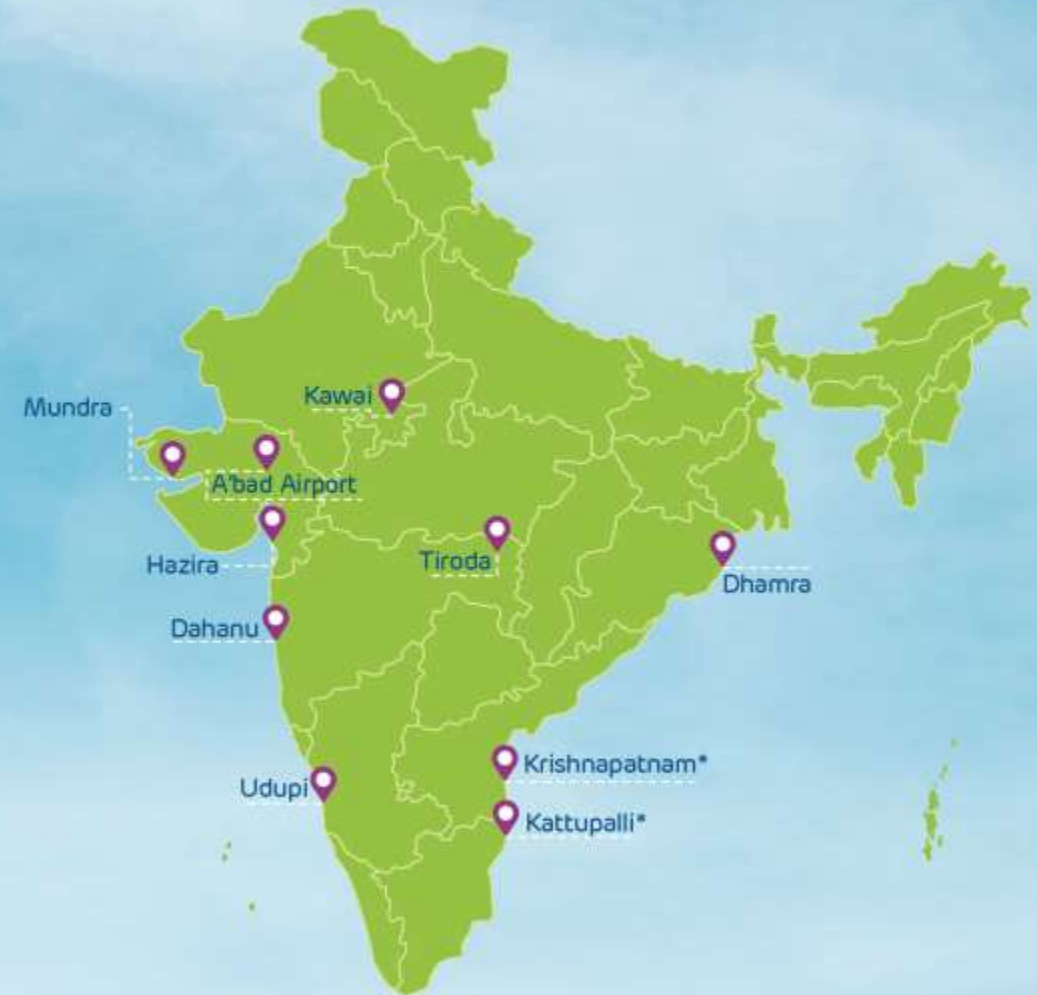 Kawai
Mundra
A'bad Airport
Hazira
Tiroda
Dhamra
Dahanu
Krishnapatnam*
Udupi
Kattupalli*